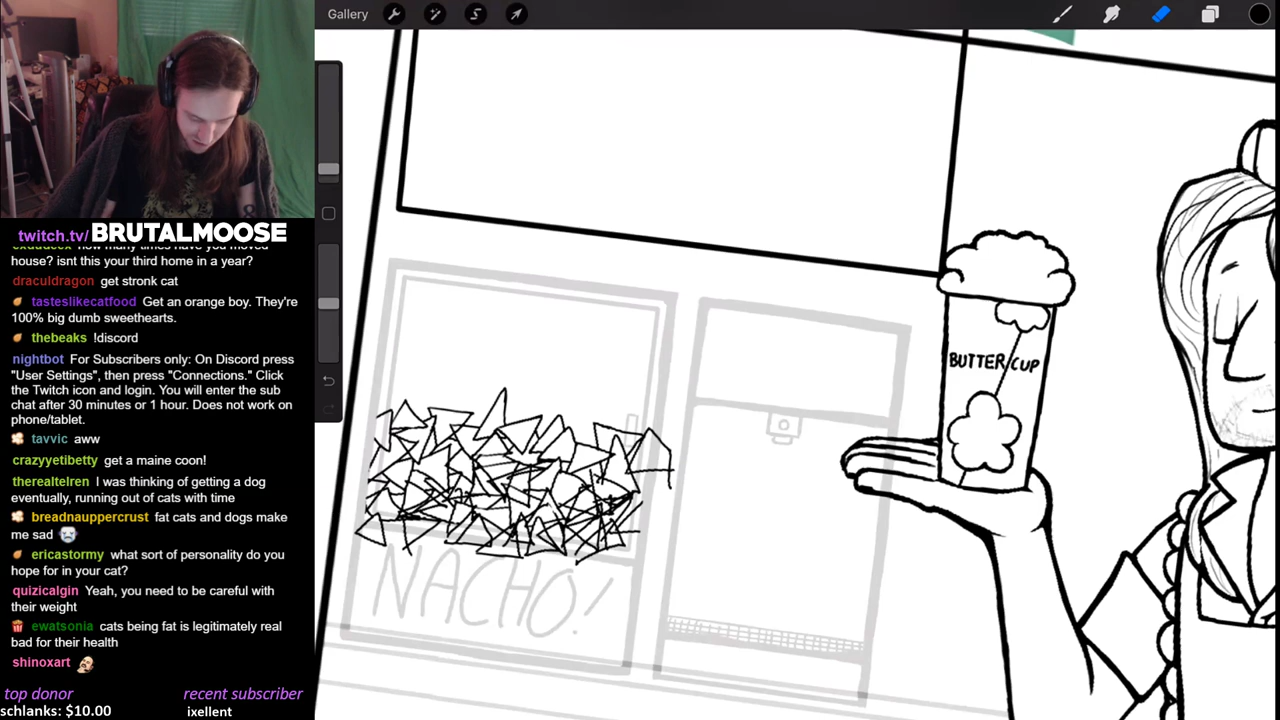 Gallery
twitch.tv/BRUTALMOOSE
how many times have you moved
house? isnt this your third home in a year?
draculdragon get stronk cat
tasteslikecatfood Get an orange boy. They're
100% big dumb sweethearts.
thebeaks !discord
nightbot For Subscribers only: On Discord press
"User Settings", then press "Connections." Click
the Twitch icon and login. You will enter the sub
chat after 30 minutes or 1 hour. Does not work on
phone/tablet.
tavvic aww
crazyyetibetty get a maine coon!
therealtelren I was thinking of getting a dog
eventually, running out of cats with time
breadnauppercrust fat cats and dogs make
me sad
ericastormy what sort of personality do you
hope for in your cat?
quizicalgin Yeah, you need to be careful with
their weight
ewatsonia cats being fat is legitimately real
bad for their health
shinoxart
top donor
schlanks: $10.00
recent subscriber
ixellent
BUTTER CUP
NACHO!